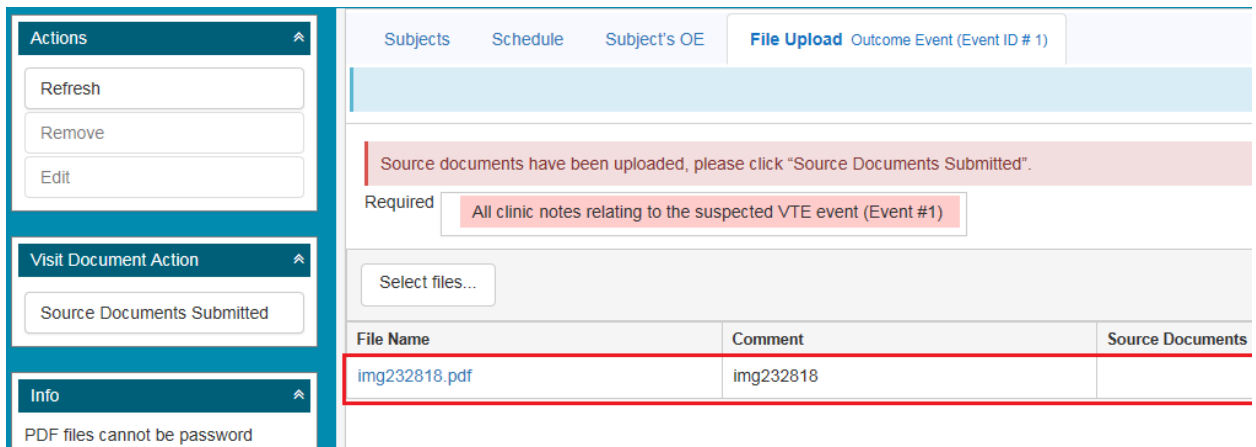 Actions
Refresh
Remove
Edit
Visit Document Action
Source Documents Submitted
Info
PDF files cannot be password
Subjects Schedule Subject's OE File Upload Outcome Event (Event ID # 1)
Source documents have been uploaded, please click “Source Documents Submitted”.
Required All clinic notes relating to the suspected VTE event (Event #1)
Select files...
File Name Comment Source Documents
img232818.pdf img232818